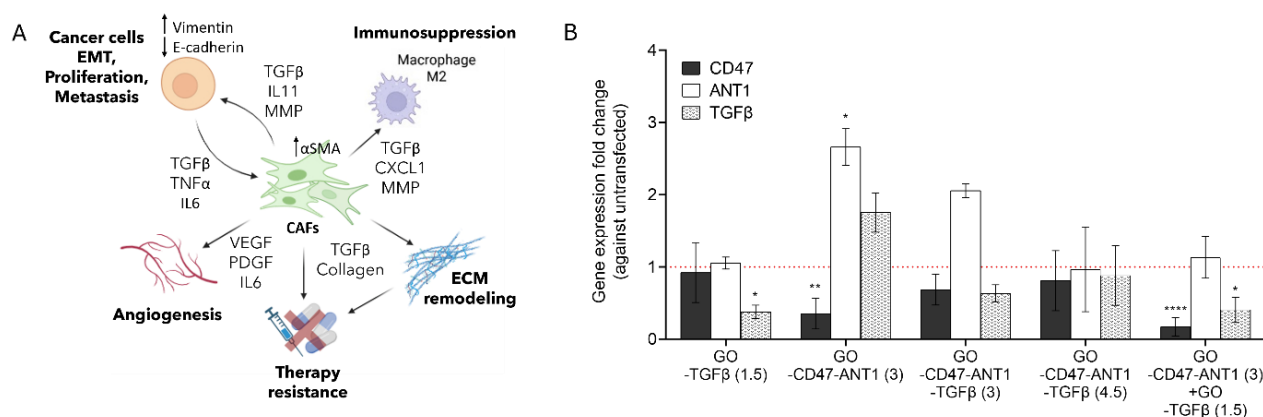 A
Cancer cells
EMT,
Proliferation,
Metastasis
↑ Vimentin
↓ E-cadherin
TGFβ
IL11
MMP
Immunosuppression
Macrophage
M2
↑ αSMA
TGFβ
CXCL1
MMP
TGFβ
TNFα
IL6
CAFs
VEGF
PDGF
IL6
TGFβ
Collagen
Angiogenesis
ECM
remodeling
Therapy
resistance
B
Gene expression fold change
(against untransfected)
4
3
2
1
0
CD47
ANT1
TGFβ
*
**
*
****
*
GO
-TGFβ (1.5)
GO
-CD47-ANT1 (3)
GO
-CD47-ANT1
-TGFβ (3)
GO
-CD47-ANT1
-TGFβ (4.5)
GO
-CD47-ANT1 (3)
+GO
-TGFβ (1.5)